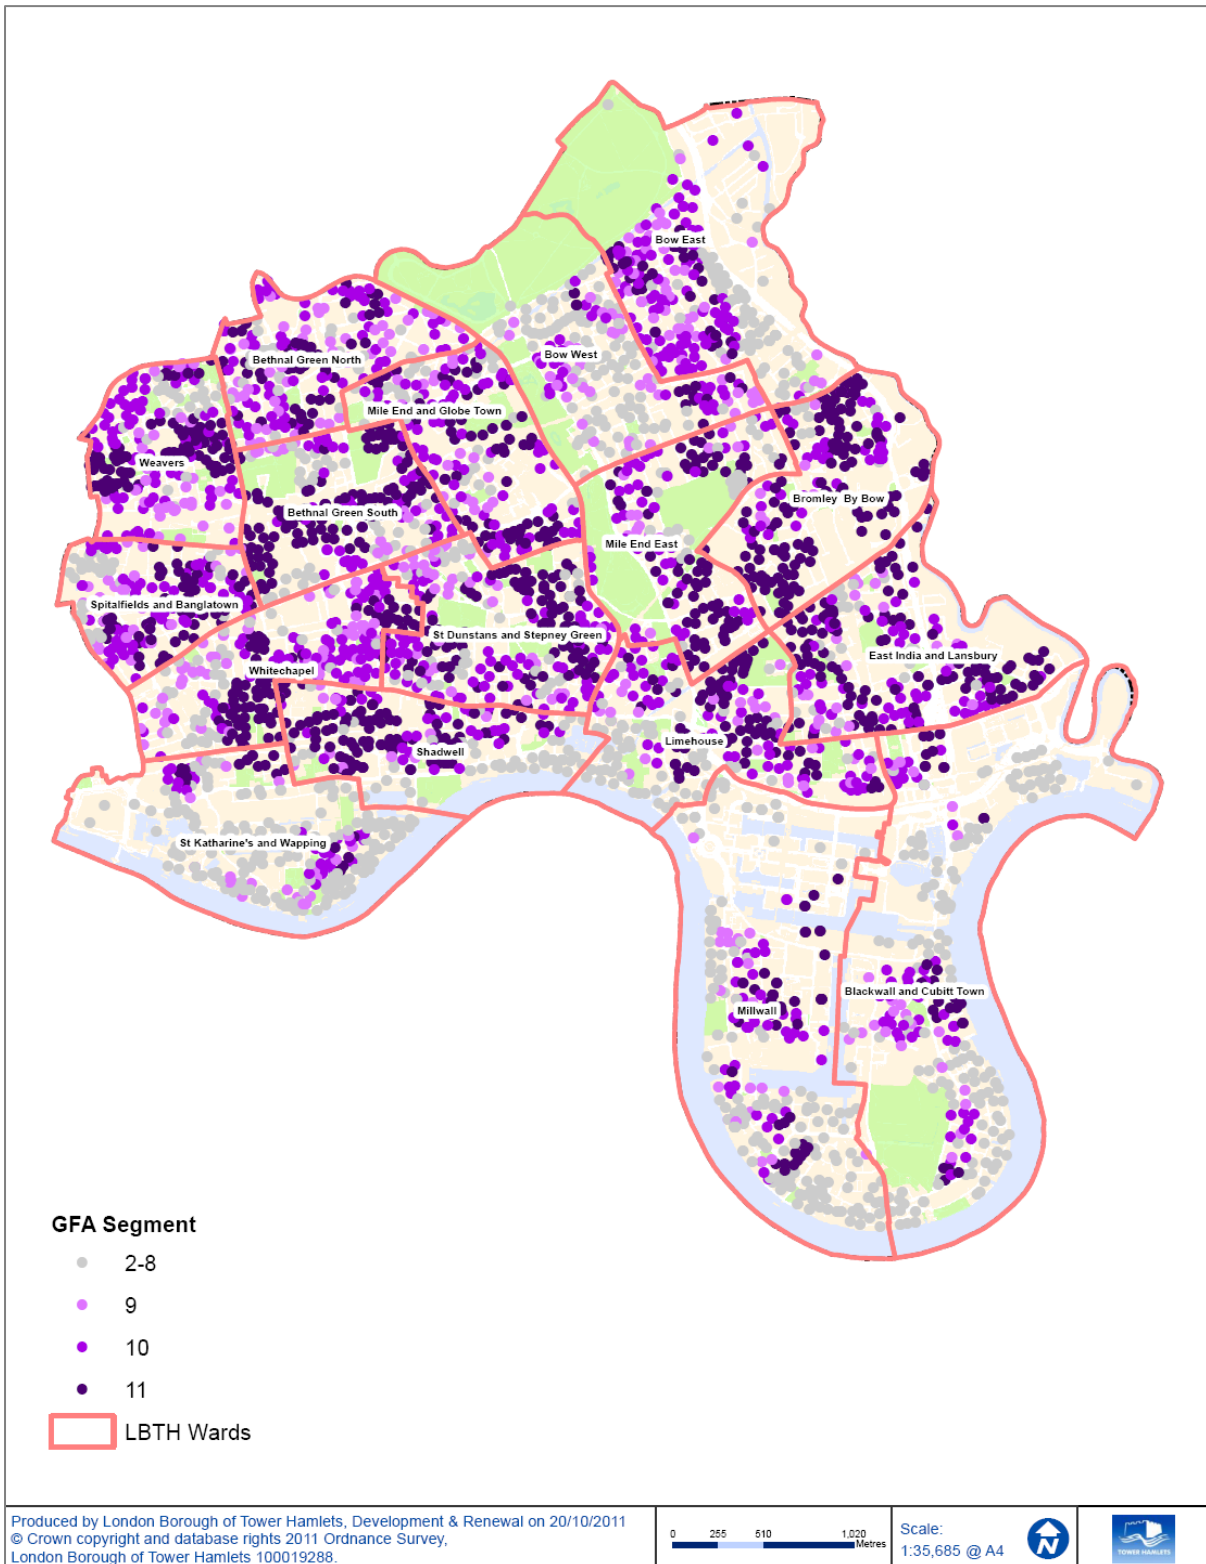 Bow East
Bow West
Bethnal Green North
Mile End and Globe Town
Weavers
Bromley By Bow
Bethnal Green South
Mile End East
Spitalfields and Banglatown
St Dunstans and Stepney Green
East India and Lansbury
Whitechapel
Limehouse
Shadwell
St Katharine's and Wapping
Blackwall and Cubitt Town
Millwall
GFA Segment
2-8
9
10
11
LBTH Wards
Produced by London Borough of Tower Hamlets, Development & Renewal on 20/10/2011
© Crown copyright and database rights 2011 Ordnance Survey,
London Borough of Tower Hamlets 100019288.
0 255 510 1,020
Metres
Scale:
1:35,685 @ A4
N
TOWER HAMLETS